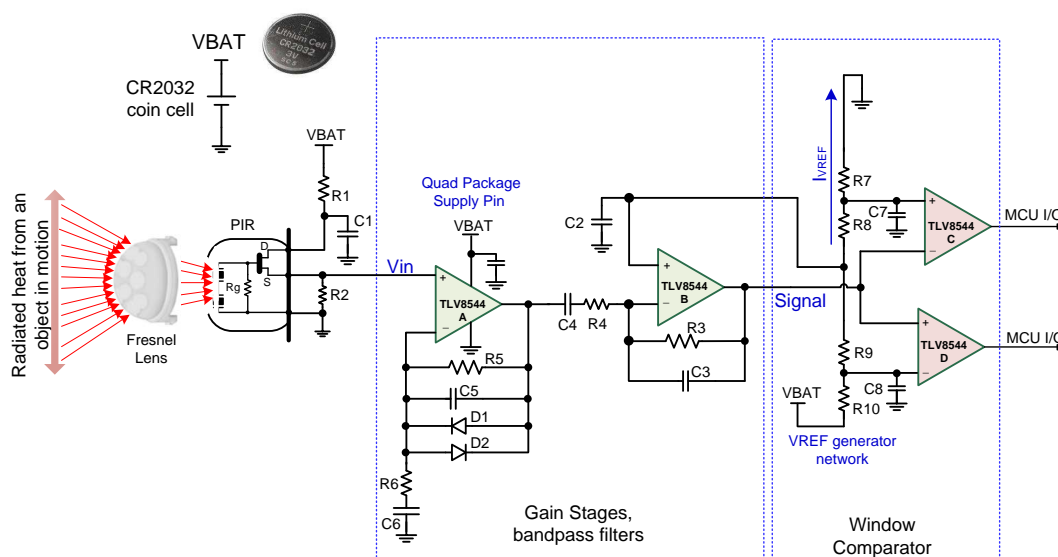 VBAT
CR2032
coin cell
Lithium Cell
CR2032
3V
VBAT
R1
C1
PIR
D
S
Rg
R2
Radiated heat from an
object in motion
Fresnel
Lens
Quad Package
Supply Pin
VBAT
Vin
+
TLV8544
A
−
R5
C5
D1
D2
R6
C6
C4
R4
C2
+
TLV8544
B
−
R3
C3
Gain Stages,
bandpass filters
IVREF
R7
C7
R8
+
TLV8544
C
−
MCU I/O
Signal
+
TLV8544
D
−
MCU I/O
R9
C8
R10
VBAT
VREF generator
network
Window
Comparator